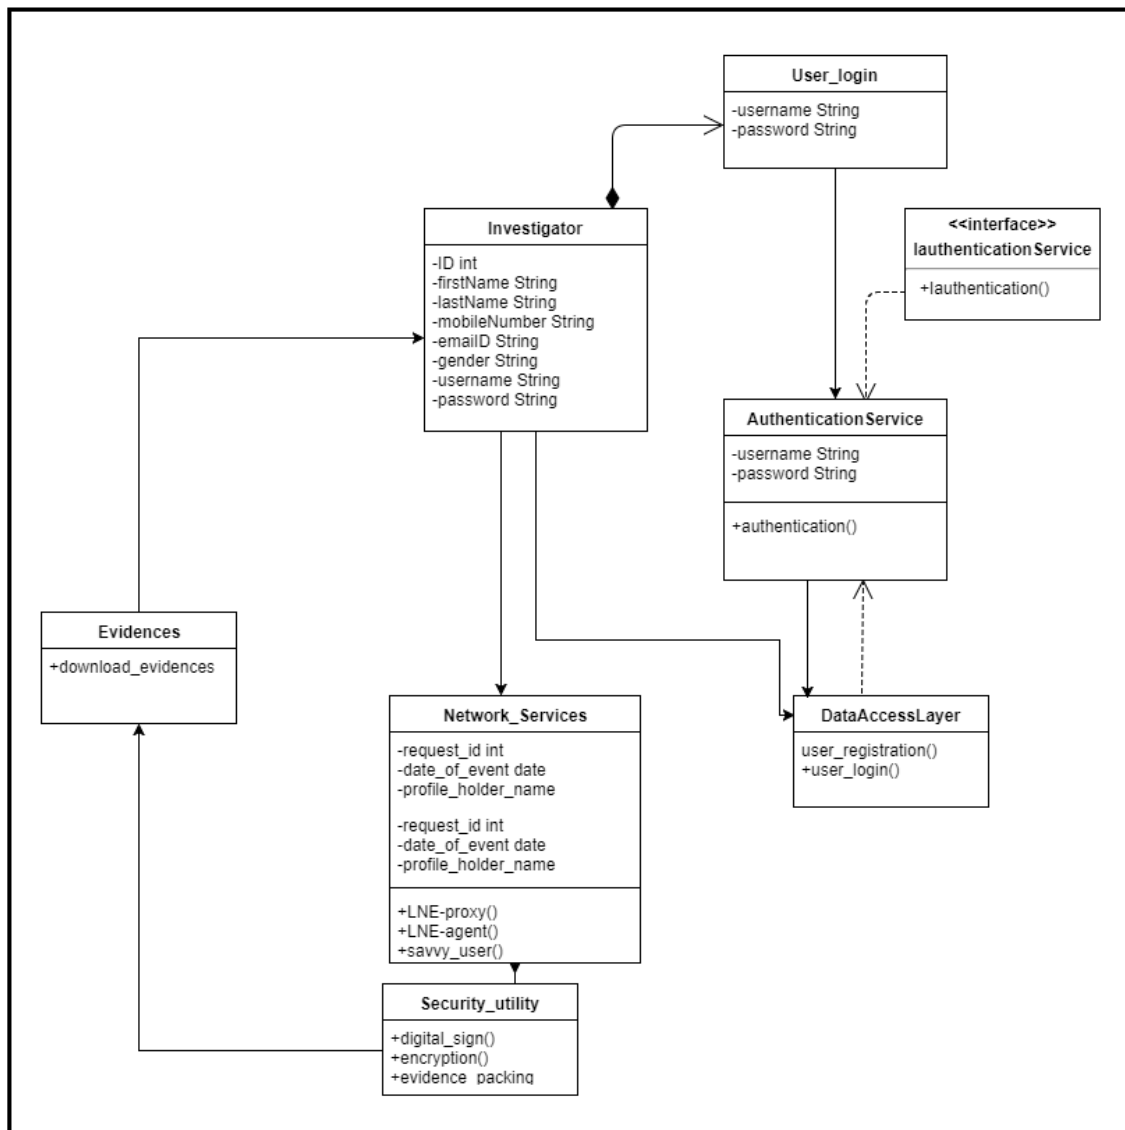 User_login
-username String
-password String
<<interface>>
IauthenticationService
+Iauthentication()
Investigator
-ID int
-firstName String
-lastName String
-mobileNumber String
-emailID String
-gender String
-username String
-password String
AuthenticationService
-username String
-password String
+authentication()
Evidences
+download_evidences
Network_Services
-request_id int
-date_of_event date
-profile_holder_name
-request_id int
-date_of_event date
-profile_holder_name
+LNE-proxy()
+LNE-agent()
+savvy_user()
DataAccessLayer
user_registration()
+user_login()
Security_utility
+digital_sign()
+encryption()
+evidence_packing